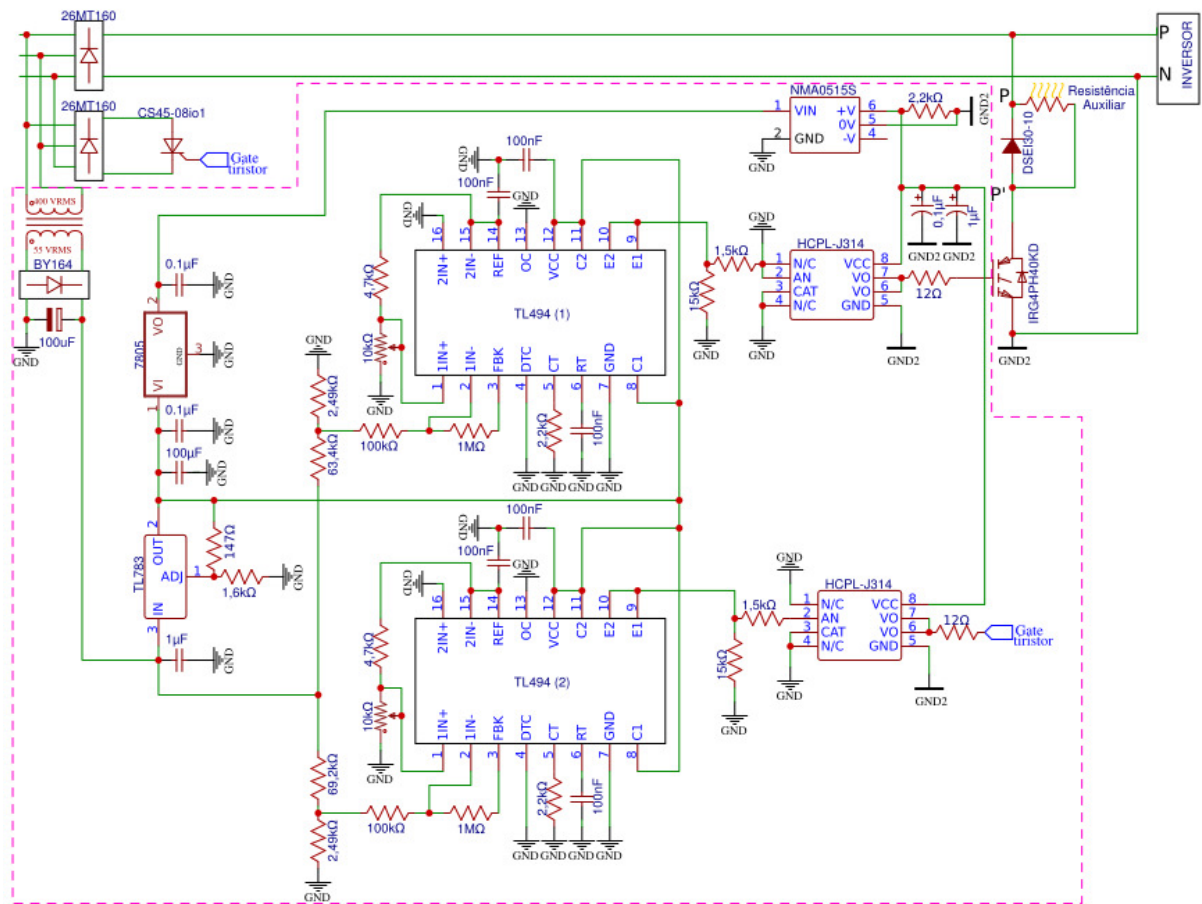 26MT160
P
N
INVERSOR
26MT160
CS45-08io1
Gate
tiristor
NMA0515S
1
VIN
2
GND
+V
6
0V
5
-V
4
2,2kΩ
GND2
GND
P
Resistência
Auxiliar
DSEI30-10
P'
400 VRMS
55 VRMS
BY164
100uF
GND
0.1µF
GND
2
VO
7805
GND
3
GND
VI
1
0.1µF
GND
100µF
GND
TL783
2
OUT
ADJ
1
IN
3
147Ω
1,6kΩ
GND
1µF
GND
GND
100nF
100nF
GND
GND
16
15
14
13
12
11
10
9
2IN+
2IN-
REF
OC
VCC
C2
E2
E1
TL494 (1)
1IN+
1IN-
FBK
DTC
CT
RT
GND
C1
1
2
3
4
5
6
7
8
4,7kΩ
10kΩ
GND
GND
2,49kΩ
63,4kΩ
100kΩ
1MΩ
2,2kΩ
100nF
GND
GND
GND
GND
1,5kΩ
15kΩ
GND
GND
HCPL-J314
1
N/C
2
AN
3
CAT
4
N/C
VCC
8
VO
7
VO
6
GND
5
GND
12Ω
GND2
0,1µF
1µF
GND2
GND2
IRG4PH40KD
GND2
GND
100nF
100nF
GND
GND
16
15
14
13
12
11
10
9
2IN+
2IN-
REF
OC
VCC
C2
E2
E1
TL494 (2)
1IN+
1IN-
FBK
DTC
CT
RT
GND
C1
1
2
3
4
5
6
7
8
4,7kΩ
10kΩ
GND
69,2kΩ
2,49kΩ
GND
100kΩ
1MΩ
2,2kΩ
100nF
GND
GND
GND
GND
1,5kΩ
15kΩ
GND
GND
HCPL-J314
1
N/C
2
AN
3
CAT
4
N/C
VCC
8
VO
7
VO
6
GND
5
GND
12Ω
Gate
tiristor
GND2